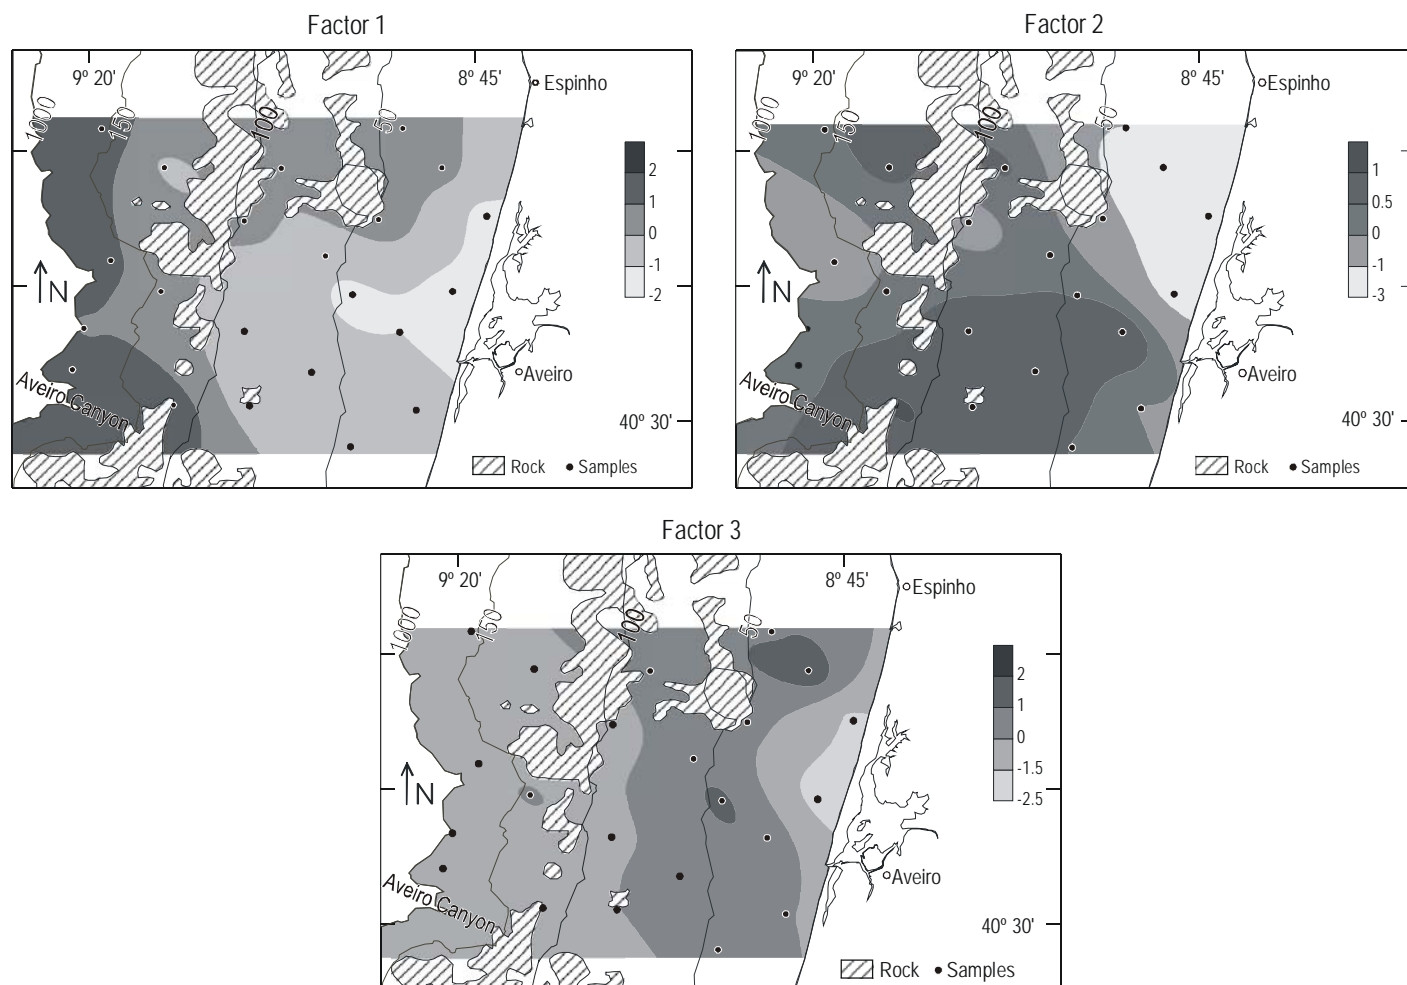 Factor 1
9º 20'
8º 45'
Espinho
1000
150
100
50
2
1
0
-1
-2
N
Aveiro
Aveiro Canyon
40º 30'
Rock
Samples
Factor 2
9º 20'
8º 45'
Espinho
1000
150
100
50
1
0.5
0
-1
-3
N
Aveiro
Aveiro Canyon
40º 30'
Rock
Samples
Factor 3
9º 20'
8º 45'
Espinho
1000
150
100
50
2
1
0
-1.5
-2.5
N
Aveiro
Aveiro Canyon
40º 30'
Rock
Samples